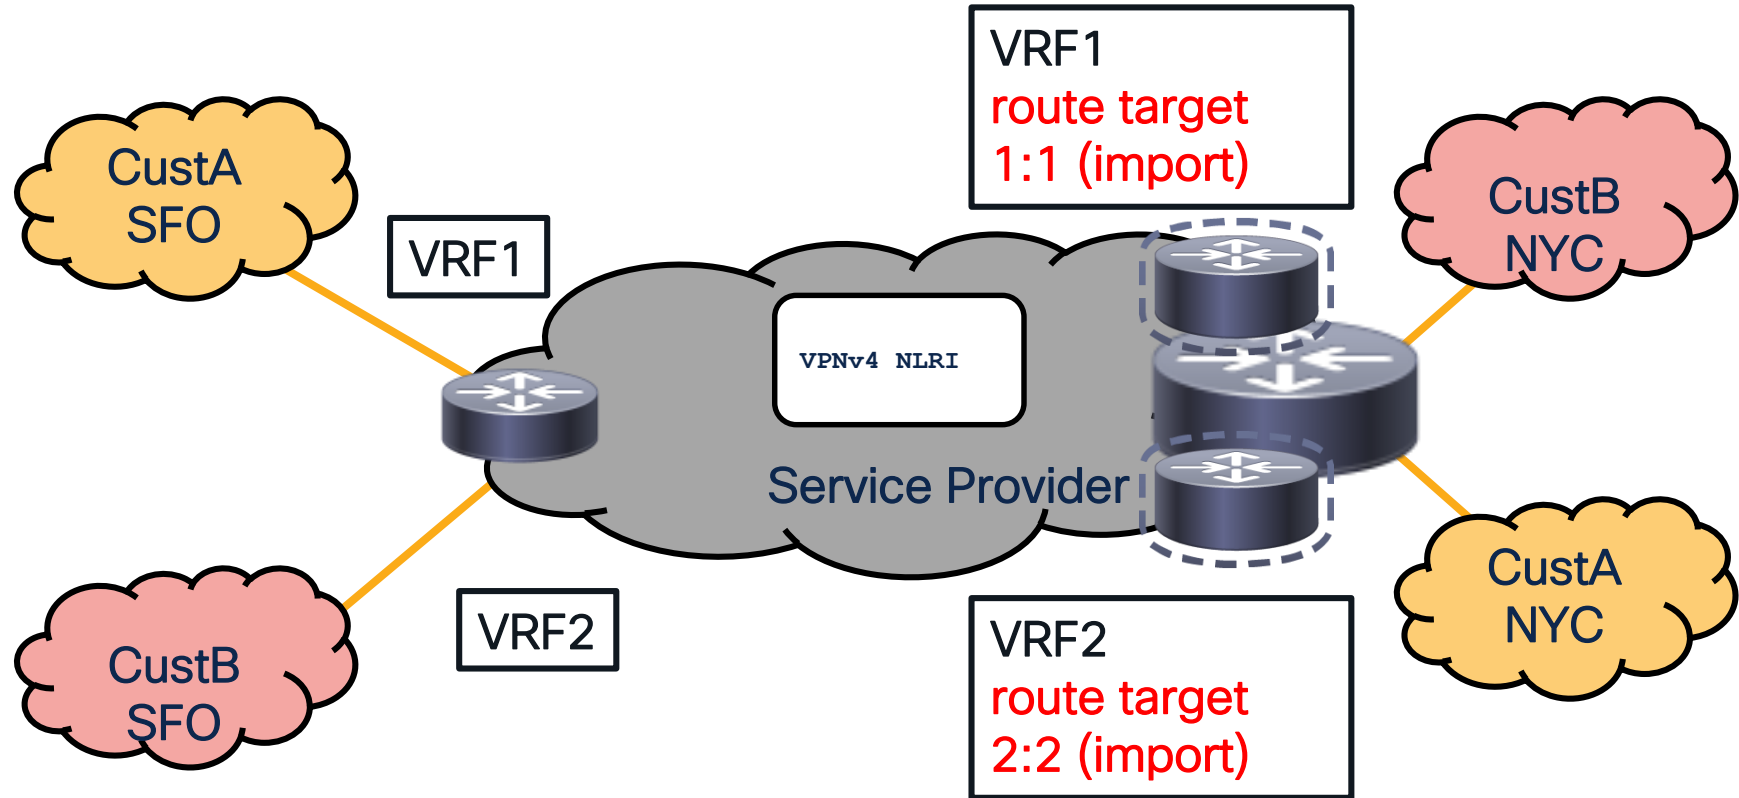 VRF1
route target
1:1 (import)
CustA
SFO
CustB
NYC
VRF1
VPNv4 NLRI
Service Provider
CustA
NYC
VRF2
CustB
SFO
VRF2
route target
2:2 (import)